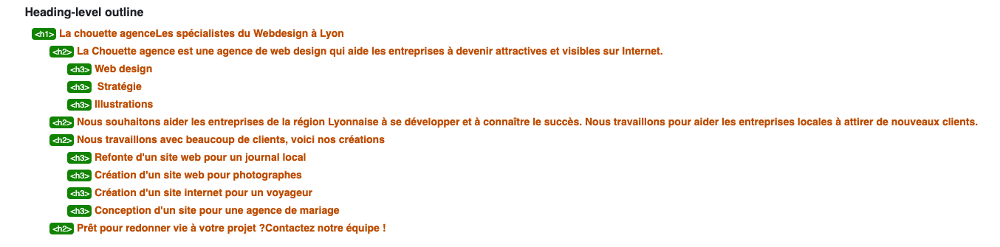 Heading-level outline
<h1> La chouette agenceLes spécialistes du Webdesign à Lyon
<h2> La Chouette agence est une agence de web design qui aide les entreprises à devenir attractives et visibles sur Internet.
<h3> Web design
<h3> Stratégie
<h3> Illustrations
<h2> Nous souhaitons aider les entreprises de la région Lyonnaise à se développer et à connaître le succès. Nous travaillons pour aider les entreprises locales à attirer de nouveaux clients.
<h2> Nous travaillons avec beaucoup de clients, voici nos créations
<h3> Refonte d'un site web pour un journal local
<h3> Création d'un site web pour photographes
<h3> Création d'un site internet pour un voyageur
<h3> Conception d'un site pour une agence de mariage
<h2> Prêt pour redonner vie à votre projet ?Contactez notre équipe !